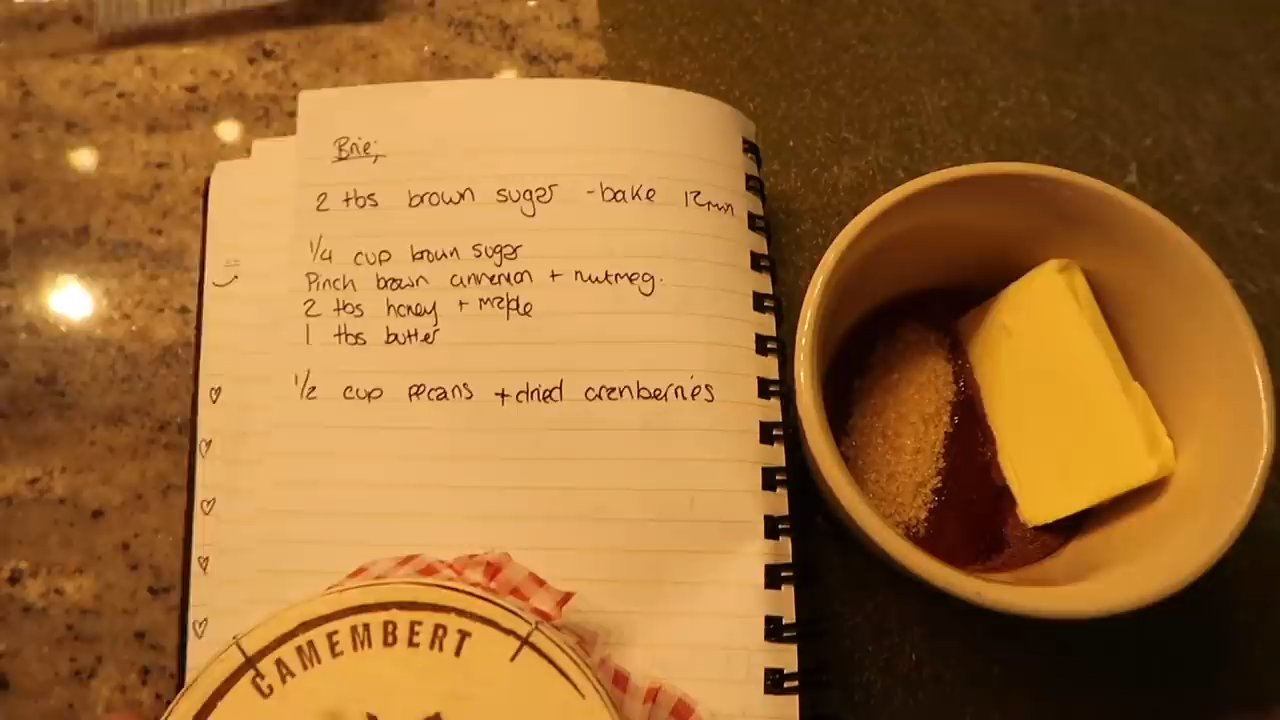 Brie;
2 tbs brown sugar - bake 12min
1/4 cup brown sugar
Pinch brown cinnemon + nutmeg.
2 tbs honey + maple
1 tbs butter
1/2 cup pecans + dried cranberries
CAMEMBERT